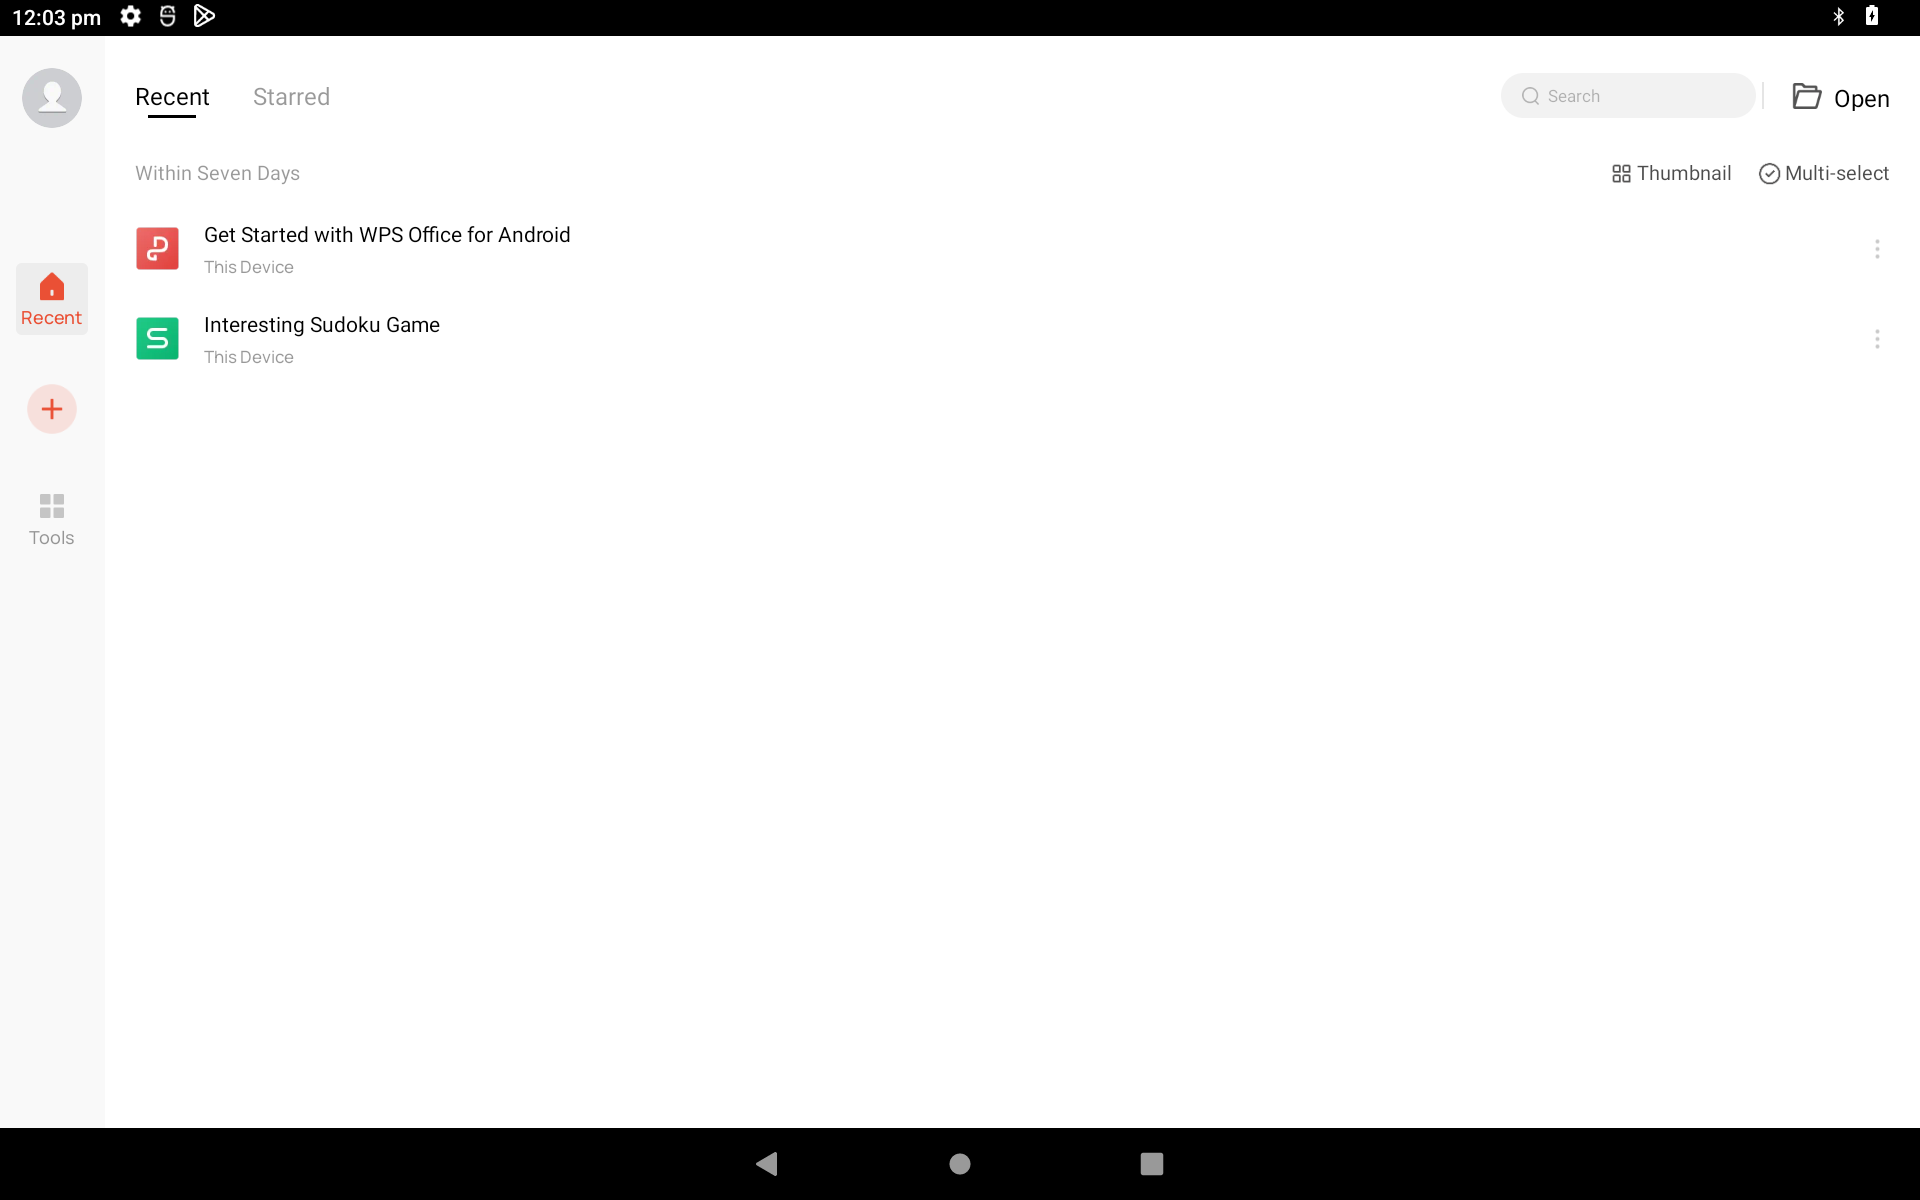 12:03 pm
Recent
Starred
Search
Open
Within Seven Days
Thumbnail
Multi-select
Get Started with WPS Office for Android
This Device
Interesting Sudoku Game
This Device
Recent
Tools